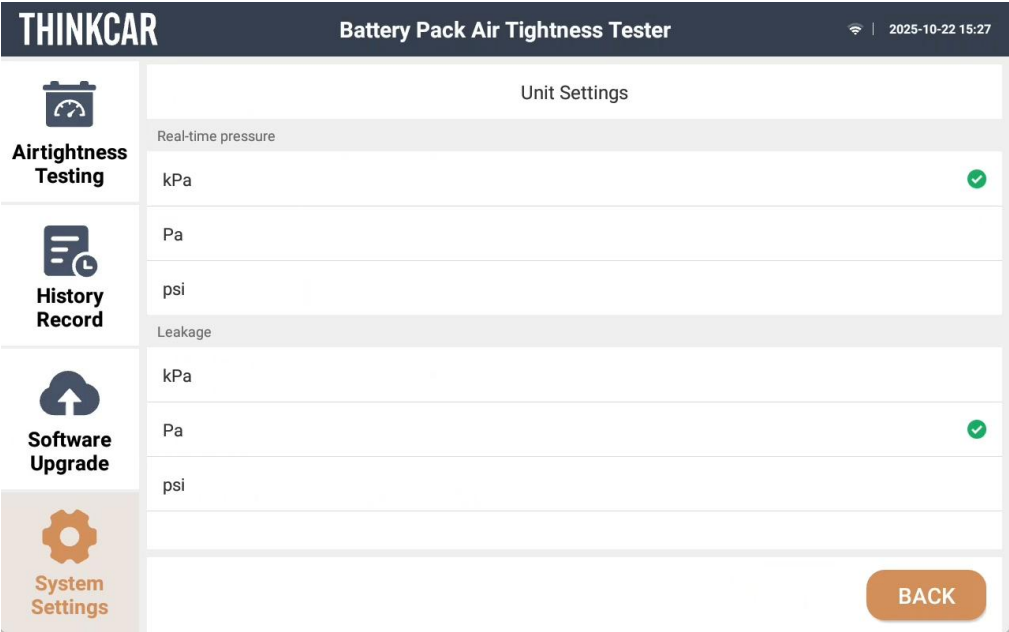 THINKCAR
Battery Pack Air Tightness Tester
2025-10-22 15:27
Airtightness
Testing
History
Record
Software
Upgrade
System
Settings
Unit Settings
Real-time pressure
kPa
Pa
psi
Leakage
kPa
Pa
psi
BACK